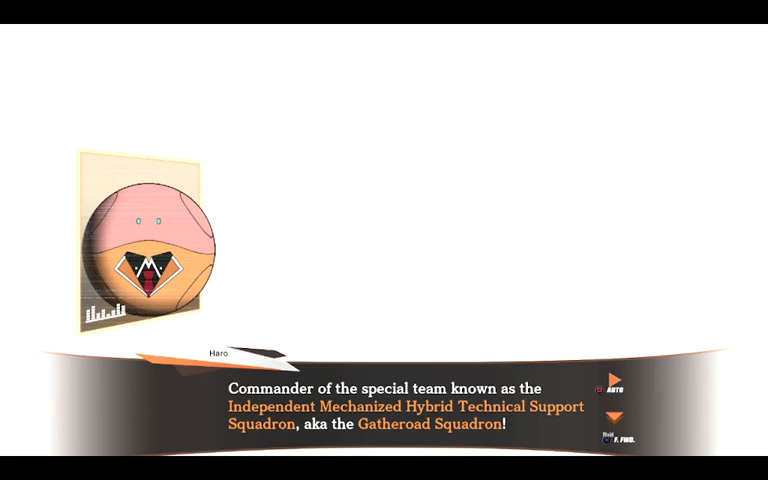 Haro
Commander of the special team known as the
Independent Mechanized Hybrid Technical Support
Squadron, aka the Gatheroad Squadron!
AUTO
Hold
F. FWD.